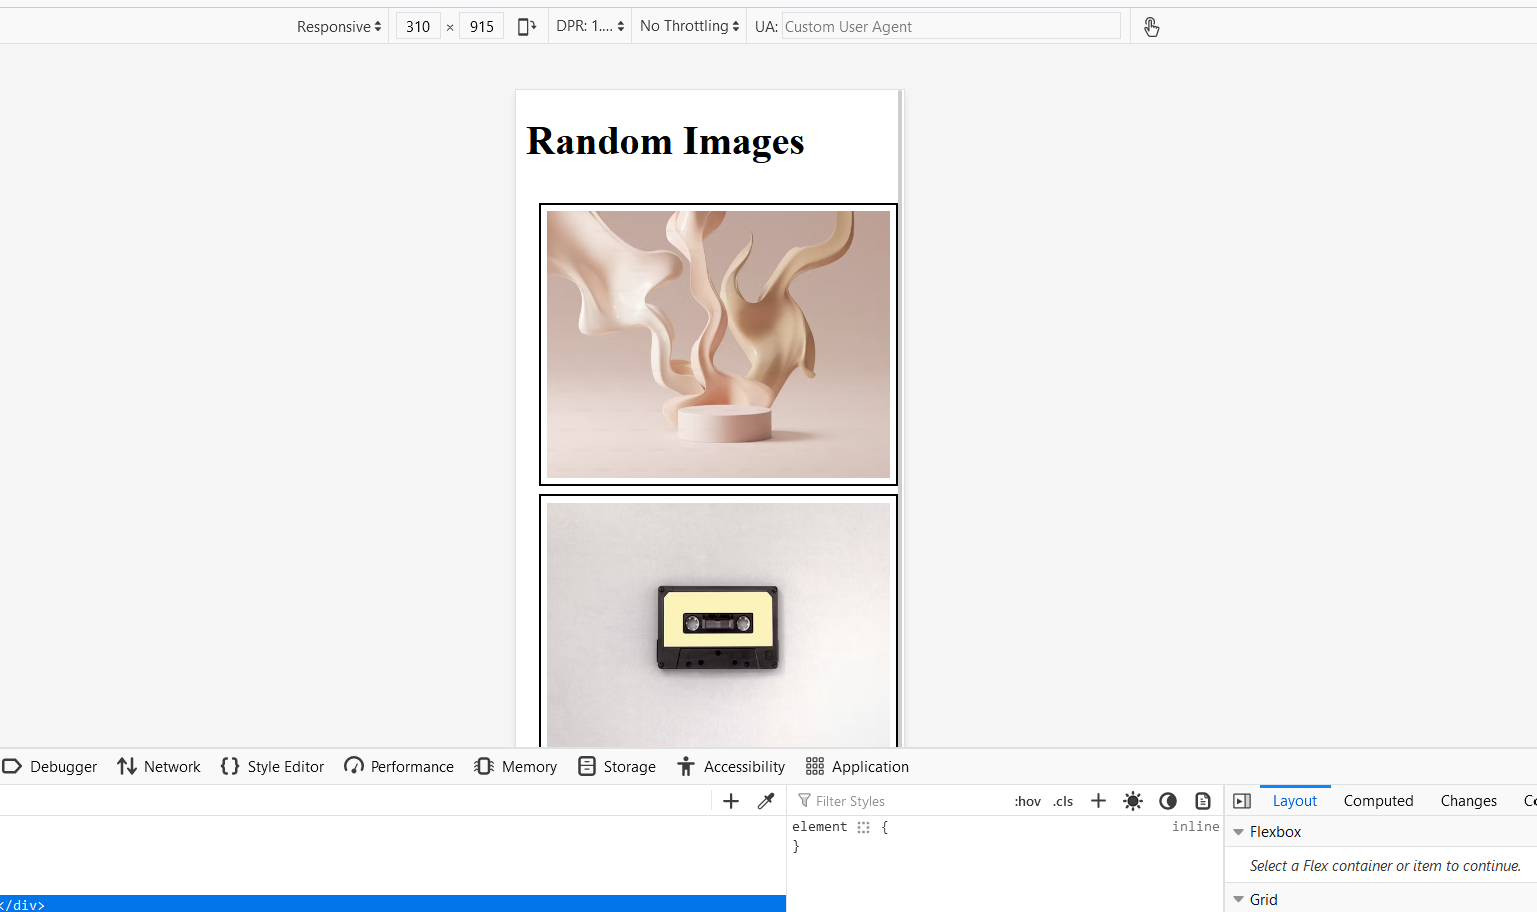 Responsive 310 × 915 DPR: 1.... No Throttling UA: Custom User Agent
Random Images
Debugger Network Style Editor Performance Memory Storage Accessibility Application
Filter Styles :hov .cls Layout Computed Changes
element { inline
}
Flexbox
Select a Flex container or item to continue.
Grid
</div>